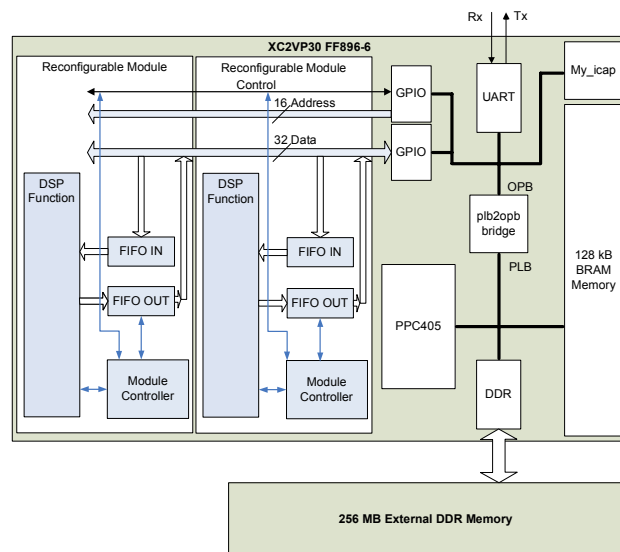 Rx
Tx
XC2VP30 FF896-6
Reconfigurable Module
Reconfigurable Module
Control
16 Address
32 Data
GPIO
GPIO
UART
My_icap
OPB
plb2opb
bridge
PLB
128 kB
BRAM
Memory
DSP
Function
FIFO IN
FIFO OUT
Module
Controller
DSP
Function
FIFO IN
FIFO OUT
Module
Controller
PPC405
DDR
256 MB External DDR Memory